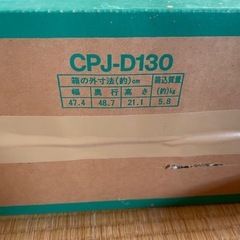 CPJ-D130
箱の外寸法(約)cm 梱込質量
幅 奥行 高さ (約)kg
47.4 48.7 21.1 5.8